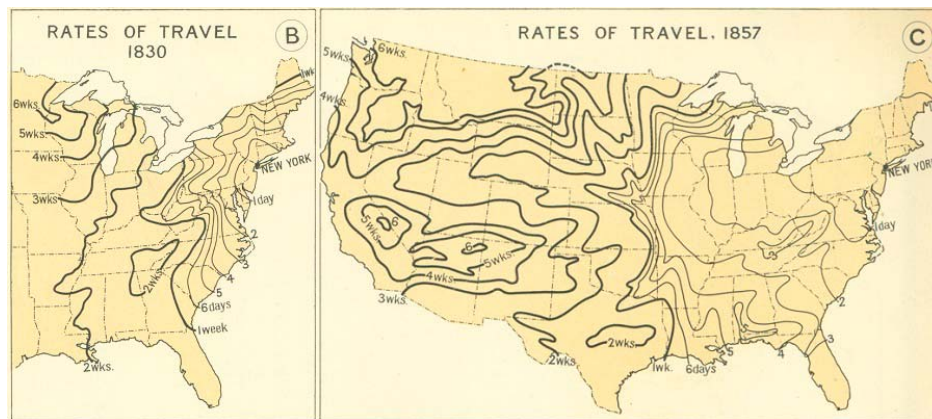 RATES OF TRAVEL
1830
B
1wk.
6wks.
5wks.
4wks.
3wks.
NEW YORK
1day
2
3
4
5
6days
1week
2wks.
2wks.
RATES OF TRAVEL, 1857
C
5wks.
6wks.
4wks.
NEW YORK
1day
5wks.
6
6
5wks.
4wks.
3wks.
2
3
2wks.
2wks.
1wk.
6days
5
4